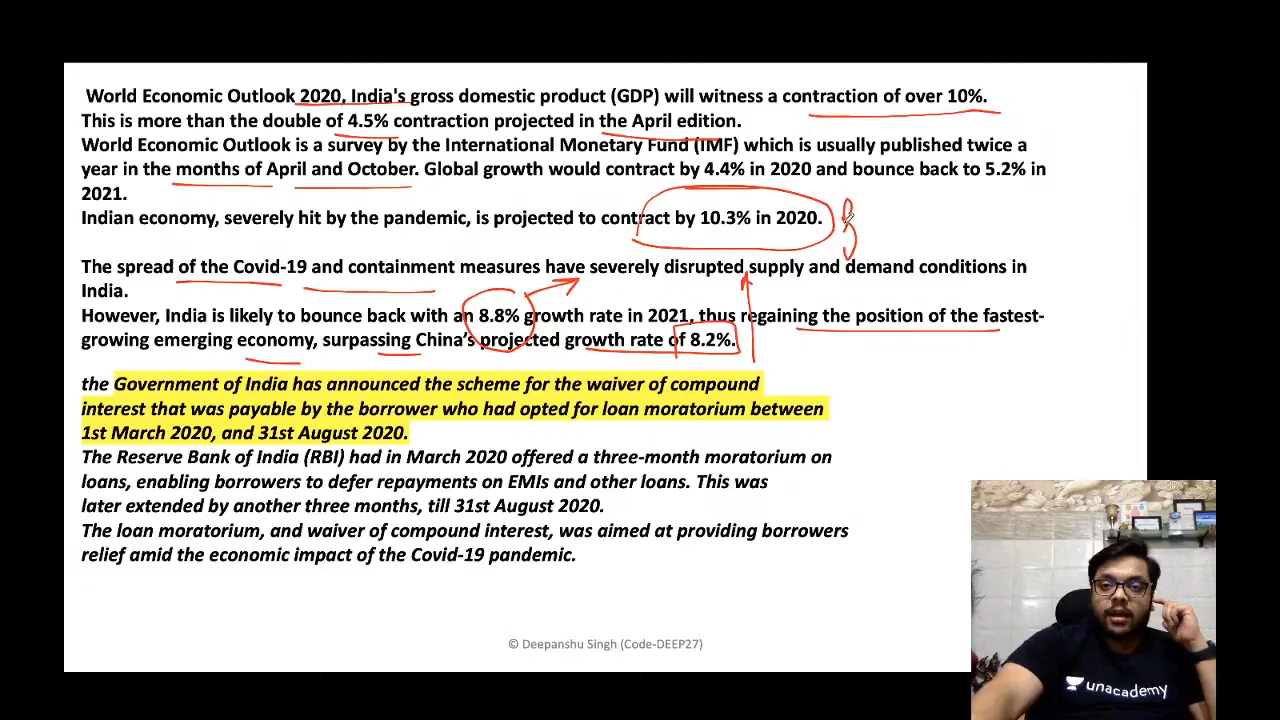 World Economic Outlook 2020, India's gross domestic product (GDP) will witness a contraction of over 10%.
This is more than the double of 4.5% contraction projected in the April edition.
World Economic Outlook is a survey by the International Monetary Fund (IMF) which is usually published twice a
year in the months of April and October. Global growth would contract by 4.4% in 2020 and bounce back to 5.2% in
2021.
Indian economy, severely hit by the pandemic, is projected to contract by 10.3% in 2020.
The spread of the Covid-19 and containment measures have severely disrupted supply and demand conditions in
India.
However, India is likely to bounce back with an 8.8% growth rate in 2021, thus regaining the position of the fastest-
growing emerging economy, surpassing China's projected growth rate of 8.2%.
the Government of India has announced the scheme for the waiver of compound
interest that was payable by the borrower who had opted for loan moratorium between
1st March 2020, and 31st August 2020.
The Reserve Bank of India (RBI) had in March 2020 offered a three-month moratorium on
loans, enabling borrowers to defer repayments on EMIs and other loans. This was
later extended by another three months, till 31st August 2020.
The loan moratorium, and waiver of compound interest, was aimed at providing borrowers
relief amid the economic impact of the Covid-19 pandemic.
© Deepanshu Singh (Code-DEEP27)
unacademy